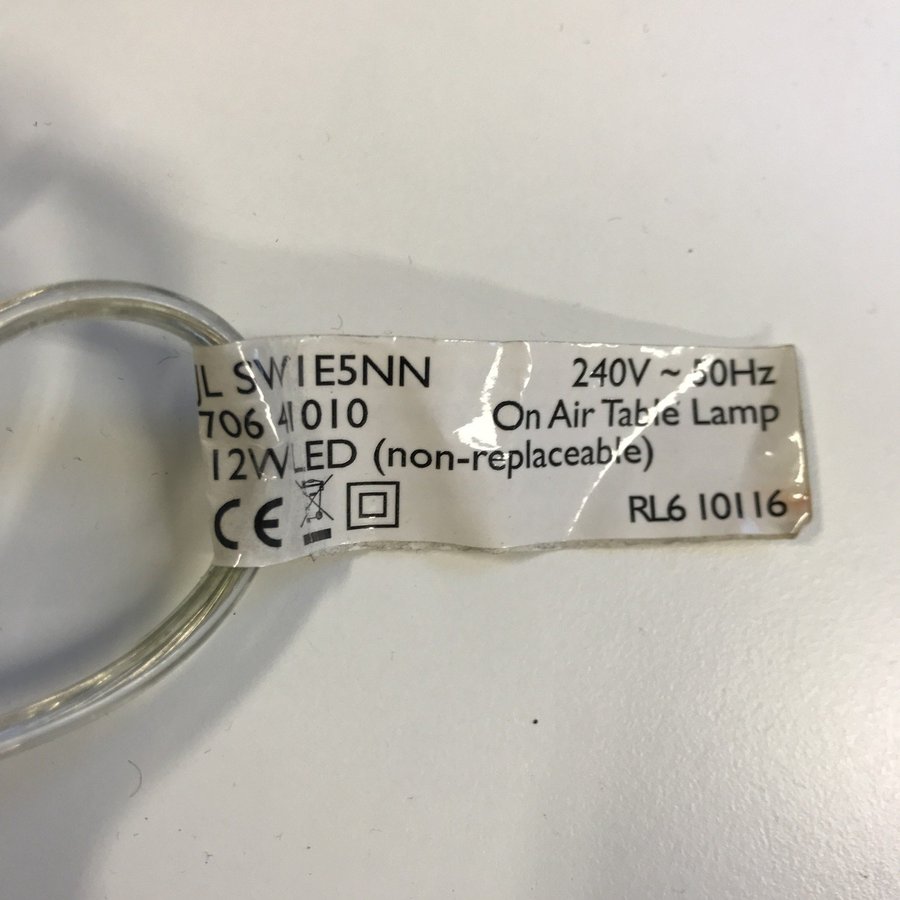 JL SW1E5NN 240V ~ 50Hz
706 41010 On Air Table Lamp
12W LED (non-replaceable)
CE RL6 10116